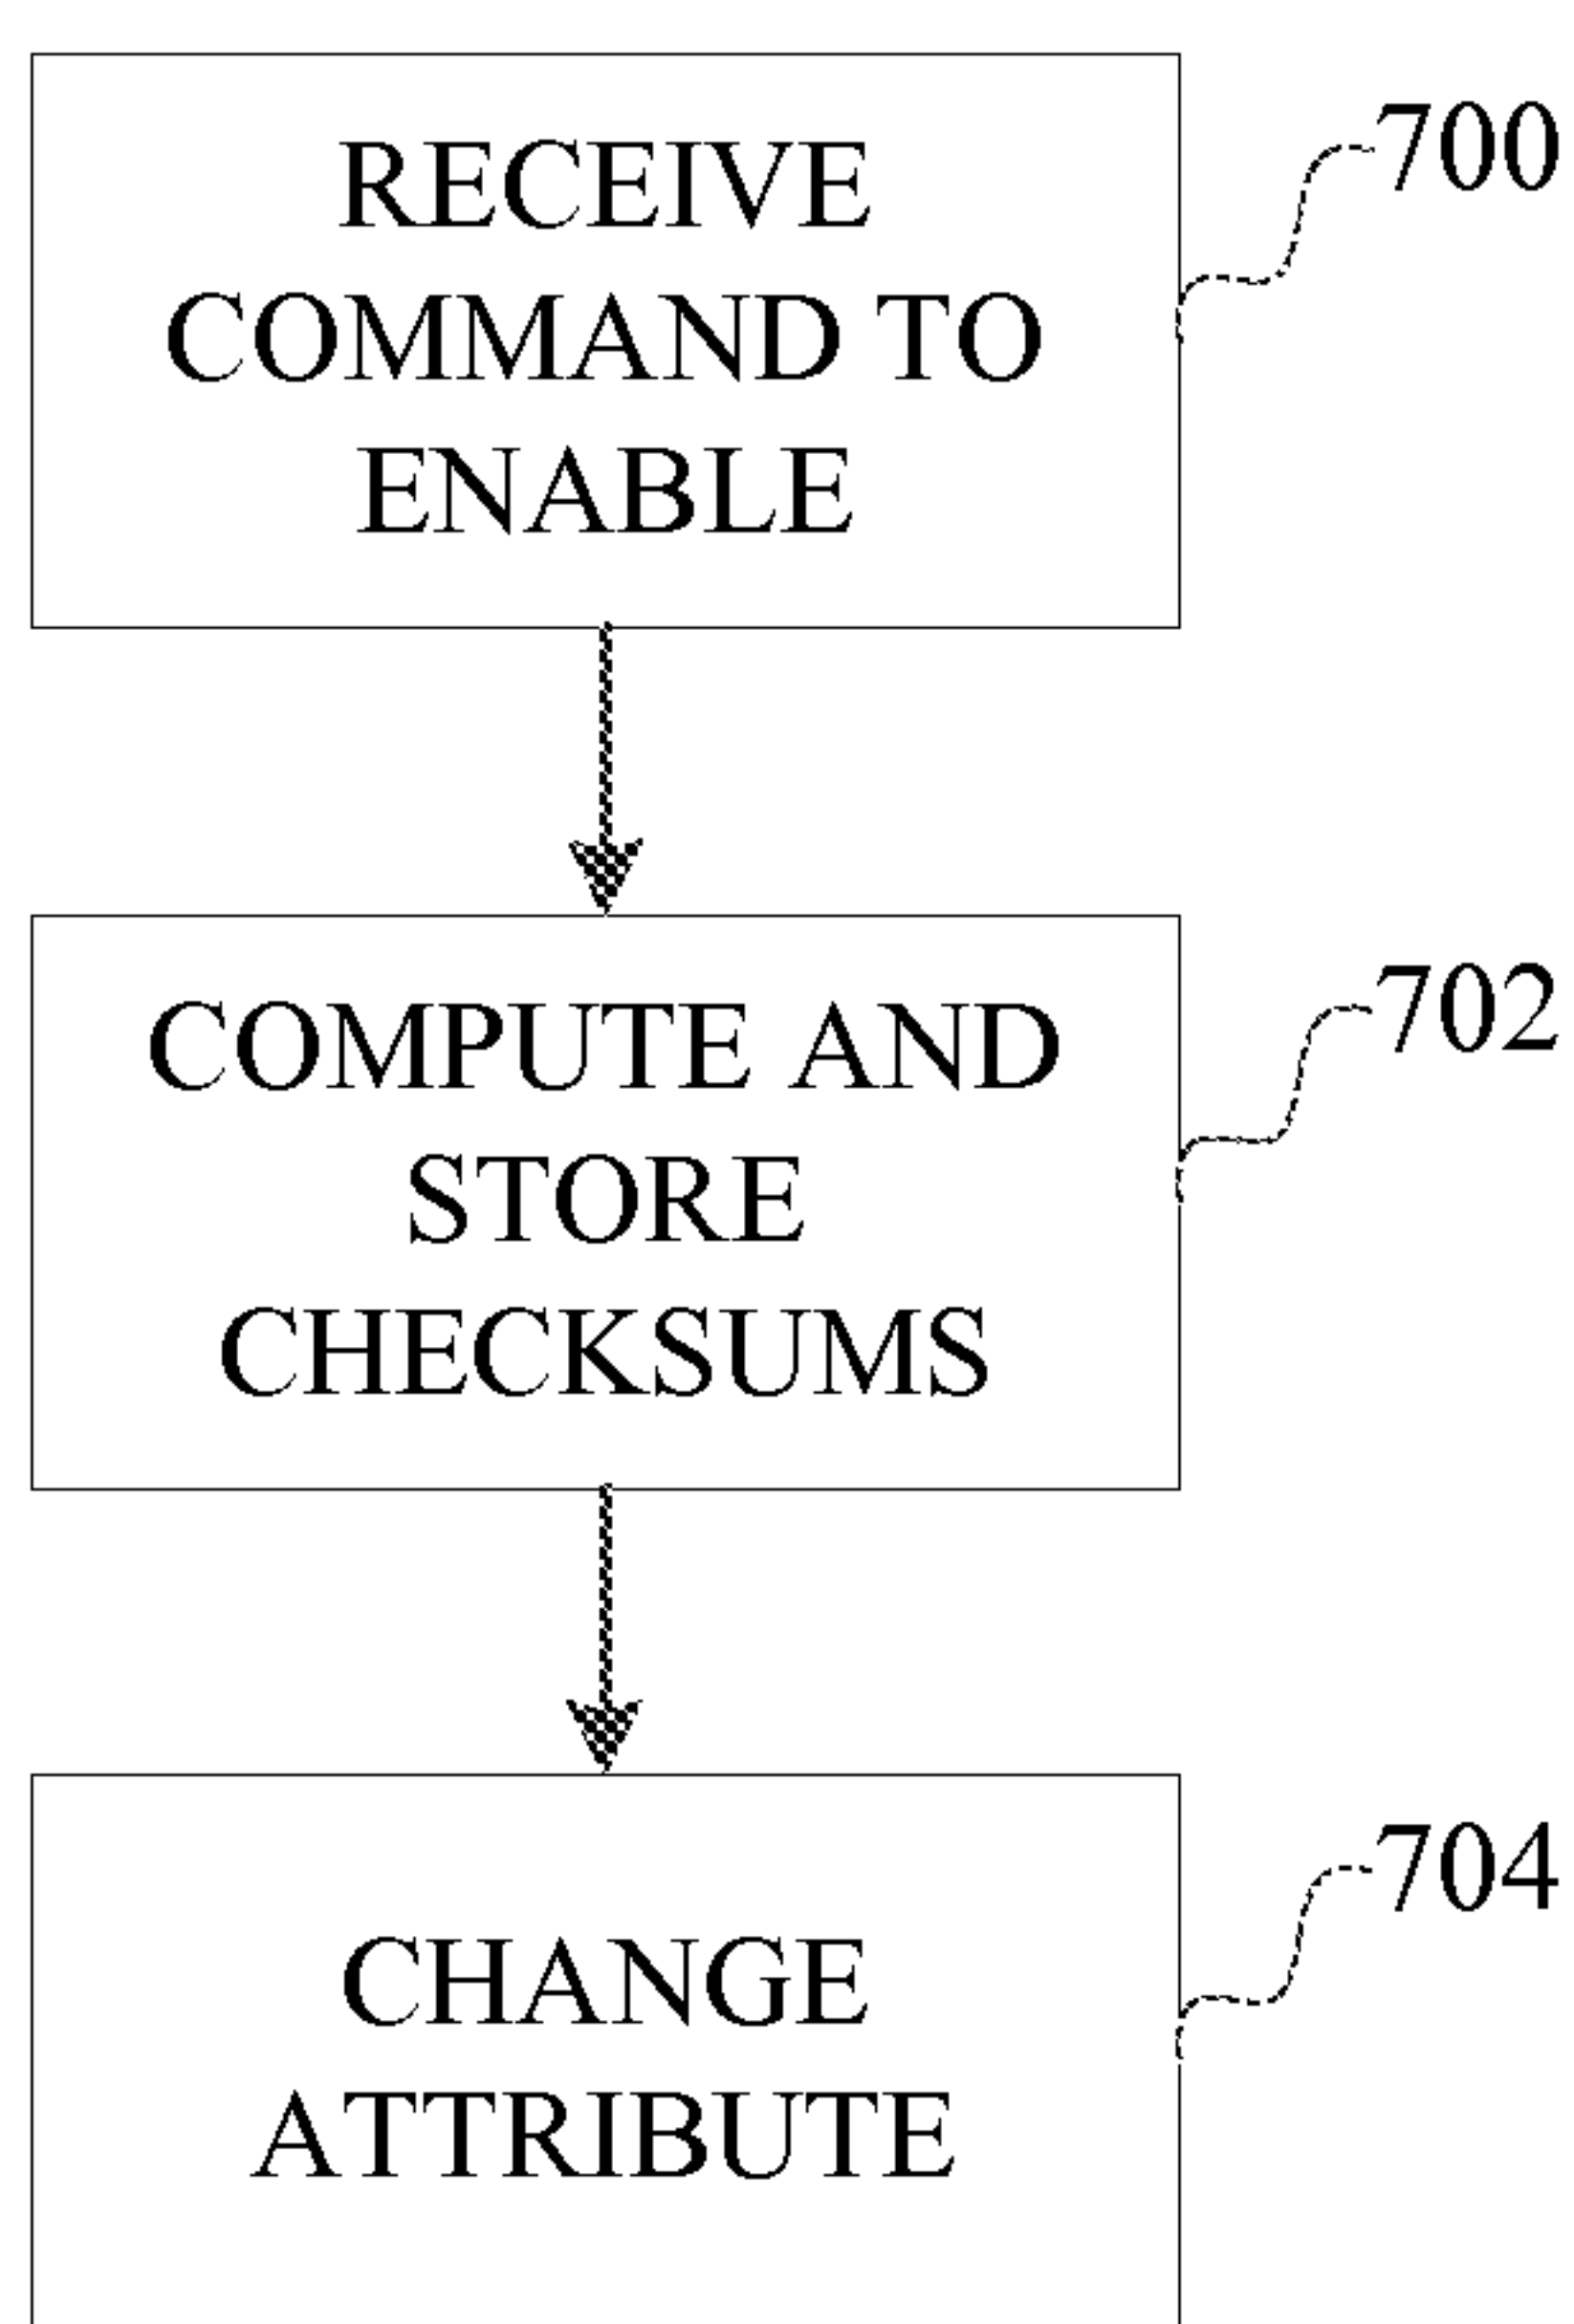 RECEIVE
COMMAND TO
ENABLE
700
COMPUTE AND
STORE
CHECKSUMS
702
CHANGE
ATTRIBUTE
704